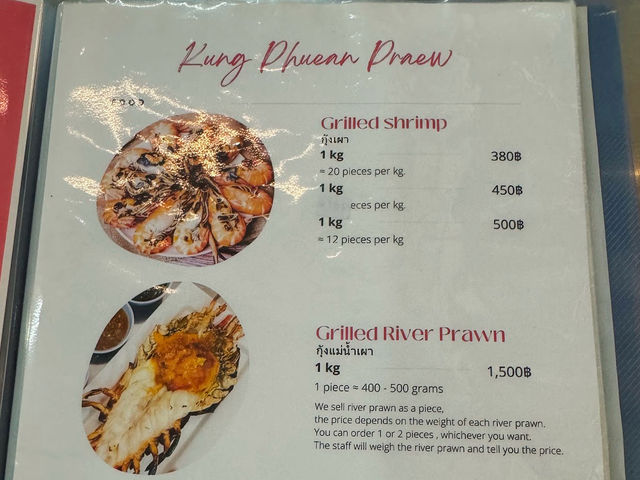 Kung Phuean Praew
FOOD
Grilled shrimp
กุ้งเผา
1 kg 380฿
≈ 20 pieces per kg.
1 kg 450฿
pieces per kg.
1 kg 500฿
≈ 12 pieces per kg
Grilled River Prawn
กุ้งแม่น้ำเผา
1 kg 1,500฿
1 piece ≈ 400 - 500 grams
We sell river prawn as a piece,
the price depends on the weight of each river prawn.
You can order 1 or 2 pieces , whichever you want.
The staff will weigh the river prawn and tell you the price.